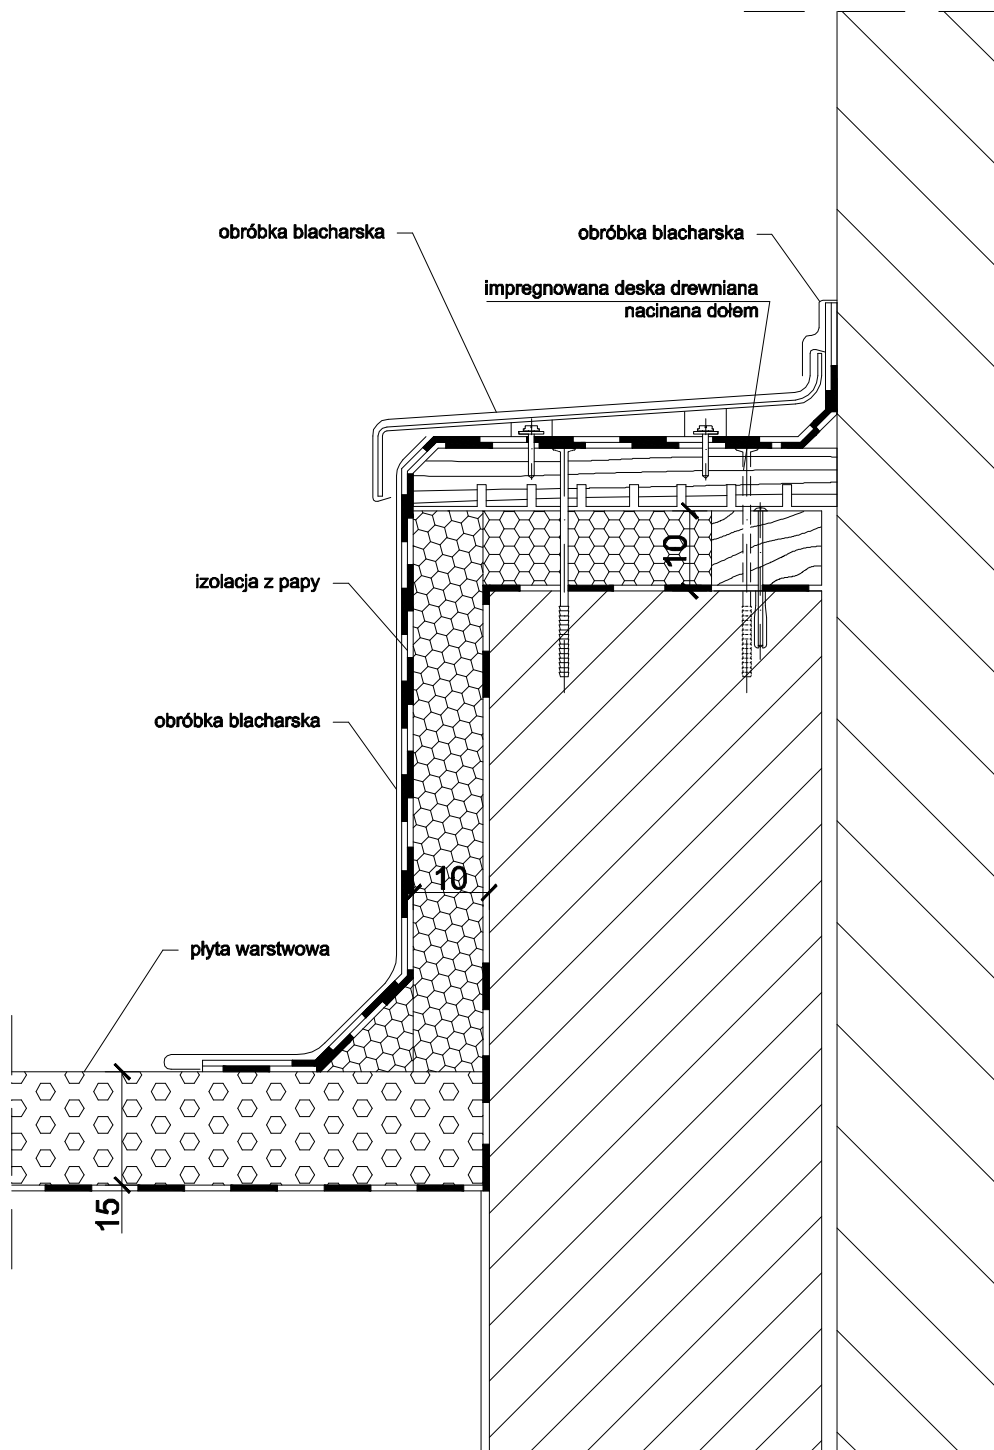 obróbka blacharska
obróbka blacharska
impregnowana deska drewniana
nacinana dołem
10
izolacja z papy
obróbka blacharska
10
płyta warstwowa
15